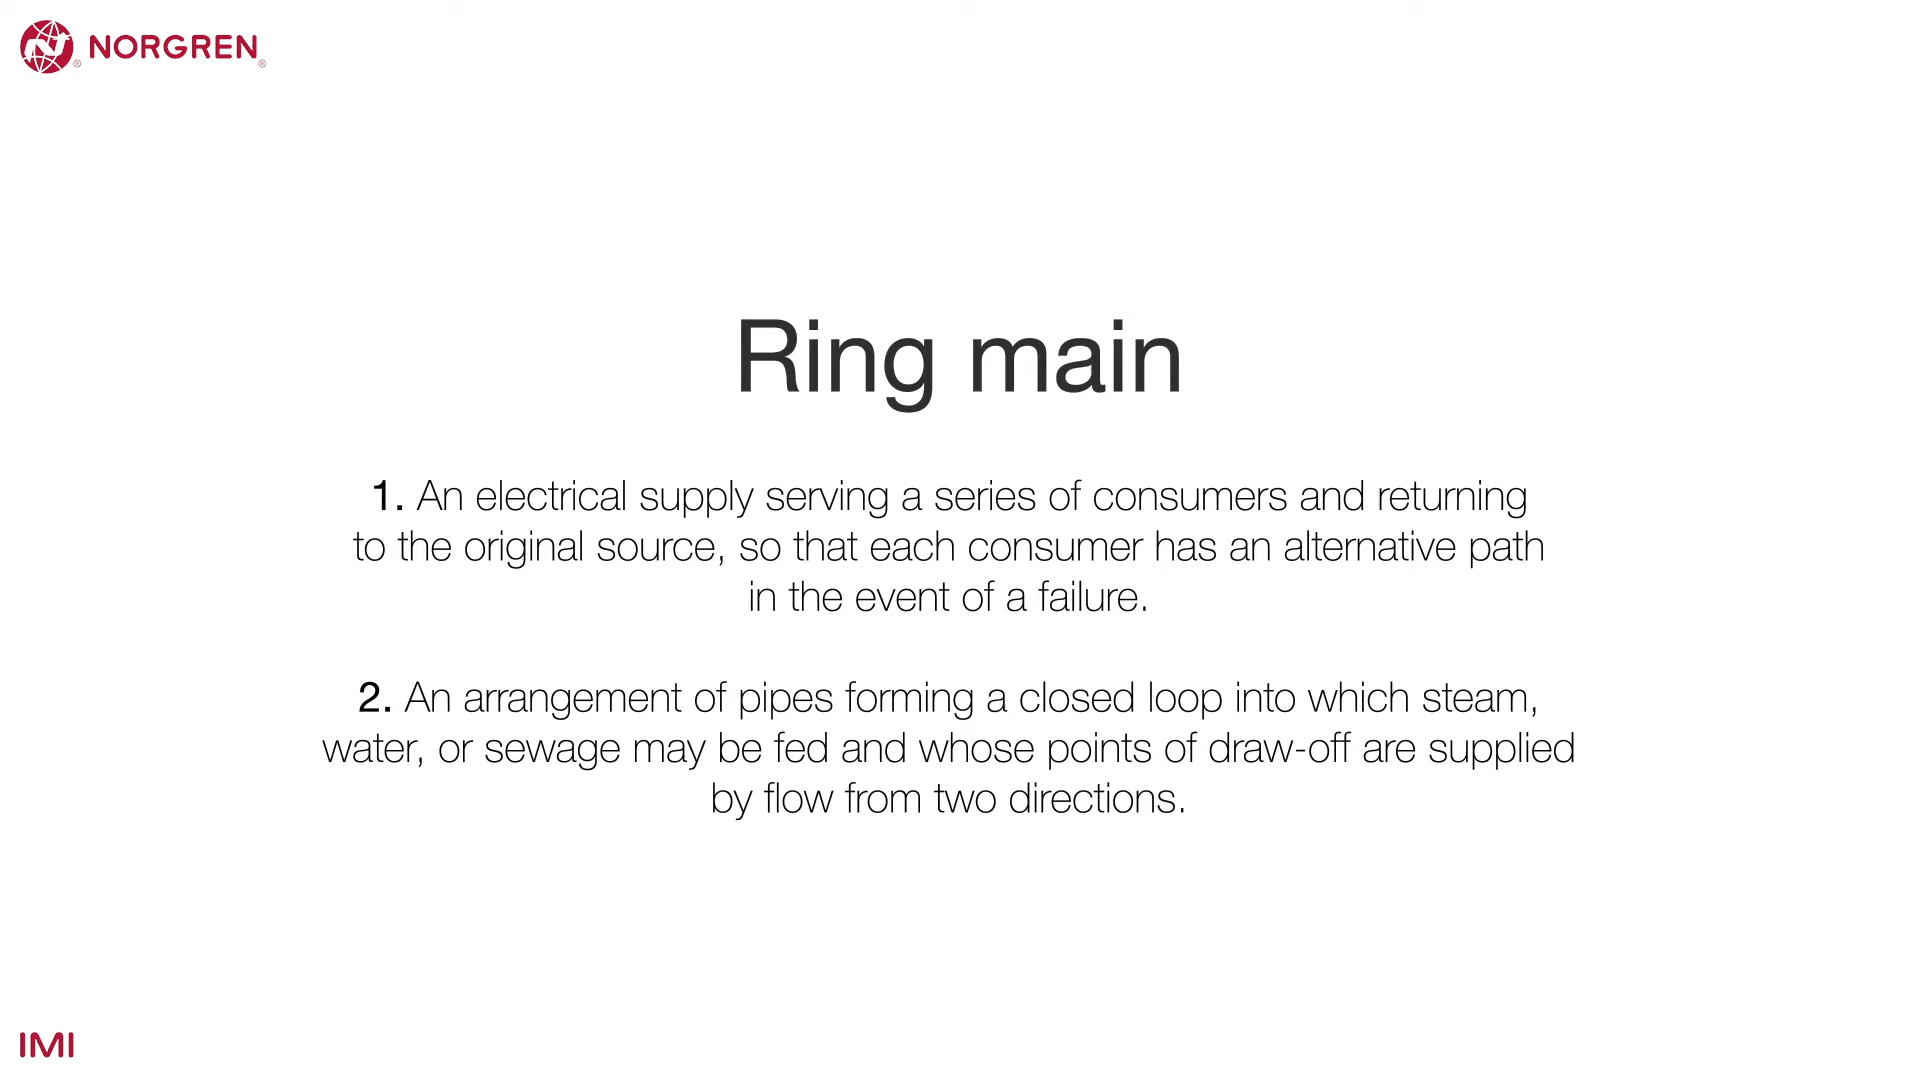 NORGREN
Ring main
1. An electrical supply serving a series of consumers and returning
to the original source, so that each consumer has an alternative path
in the event of a failure.
2. An arrangement of pipes forming a closed loop into which steam,
water, or sewage may be fed and whose points of draw-off are supplied
by flow from two directions.
IMI